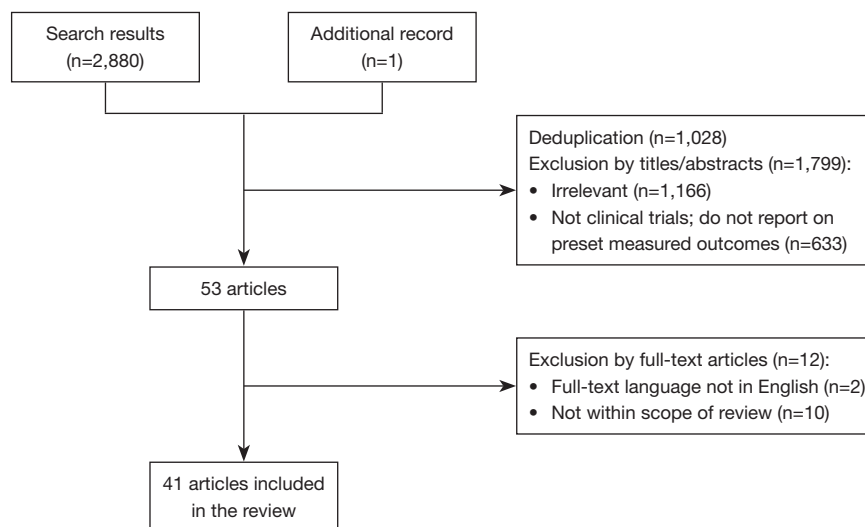 Search results
(n=2,880)
Additional record
(n=1)
Deduplication (n=1,028)
Exclusion by titles/abstracts (n=1,799):
• Irrelevant (n=1,166)
• Not clinical trials; do not report on
preset measured outcomes (n=633)
53 articles
Exclusion by full-text articles (n=12):
• Full-text language not in English (n=2)
• Not within scope of review (n=10)
41 articles included
in the review